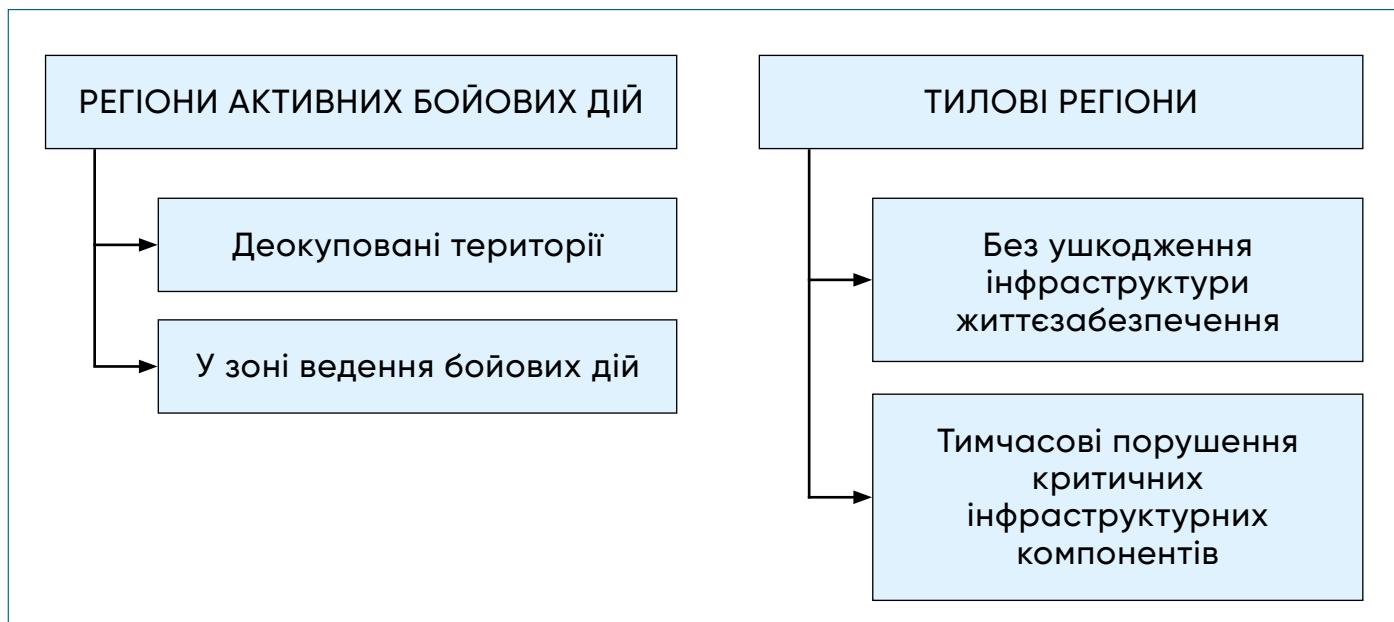 РЕГІОНИ АКТИВНИХ БОЙОВИХ ДІЙ
Деокуповані території
У зоні ведення бойових дій
ТИЛОВІ РЕГІОНИ
Без ушкодження
інфраструктури
життєзабезпечення
Тимчасові порушення
критичних
інфраструктурних
компонентів